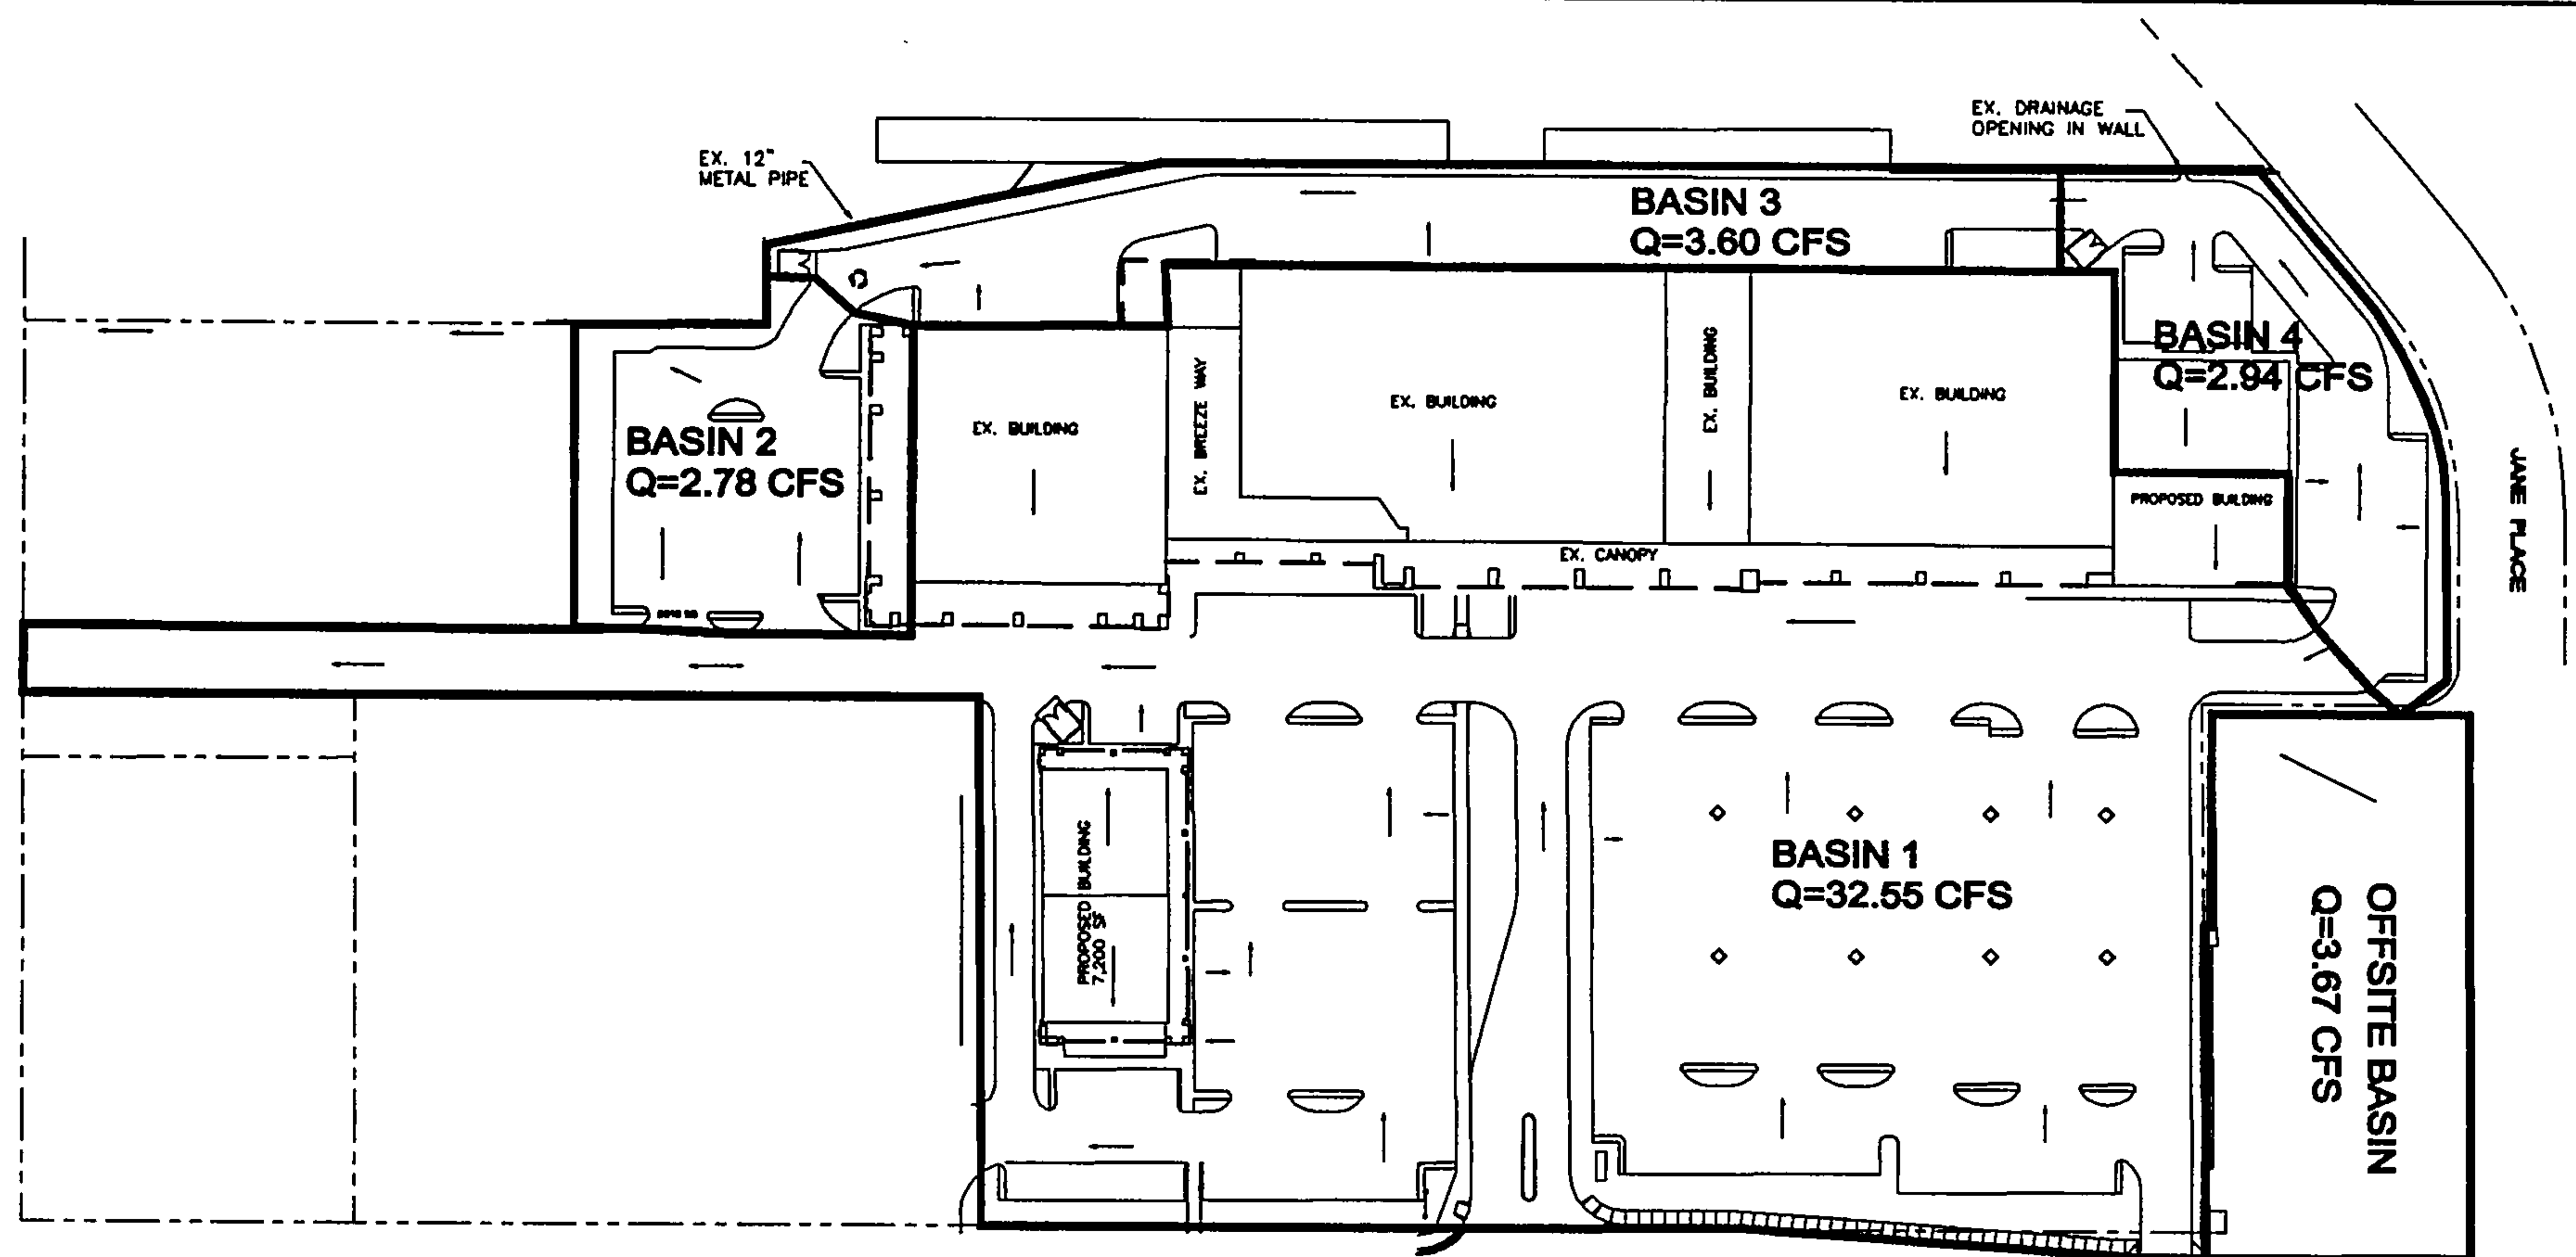 EX. DRAINAGE
OPENING IN WALL
EX. 12"
METAL PIPE
BASIN 3
Q=3.60 CFS
BASIN 4
Q=2.94 CFS
EX. BUILDING
EX. BREEZE WAY
EX. BUILDING
EX. BUILDING
EX. BUILDING
BASIN 2
Q=2.78 CFS
JANE PLACE
PROPOSED BUILDING
EX. CANOPY
PROPOSED BUILDING
7,200 SF
BASIN 1
Q=32.55 CFS
OFFSITE BASIN
Q=3.67 CFS